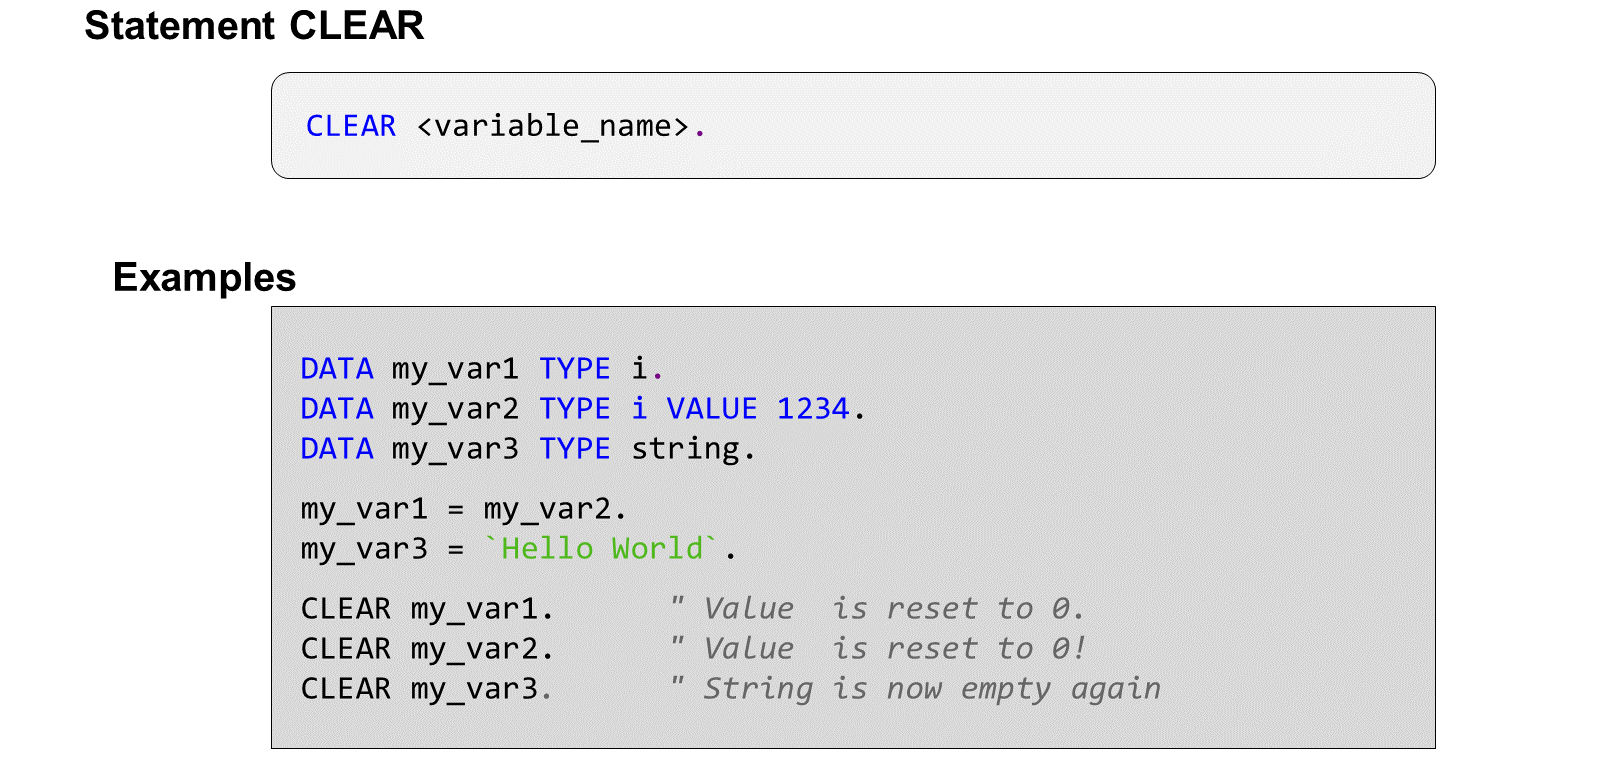 Statement CLEAR
CLEAR <variable_name>.
Examples
DATA my_var1 TYPE i.
DATA my_var2 TYPE i VALUE 1234.
DATA my_var3 TYPE string.
my_var1 = my_var2.
my_var3 = `Hello World`.
CLEAR my_var1. " Value is reset to 0.
CLEAR my_var2. " Value is reset to 0!
CLEAR my_var3. " String is now empty again